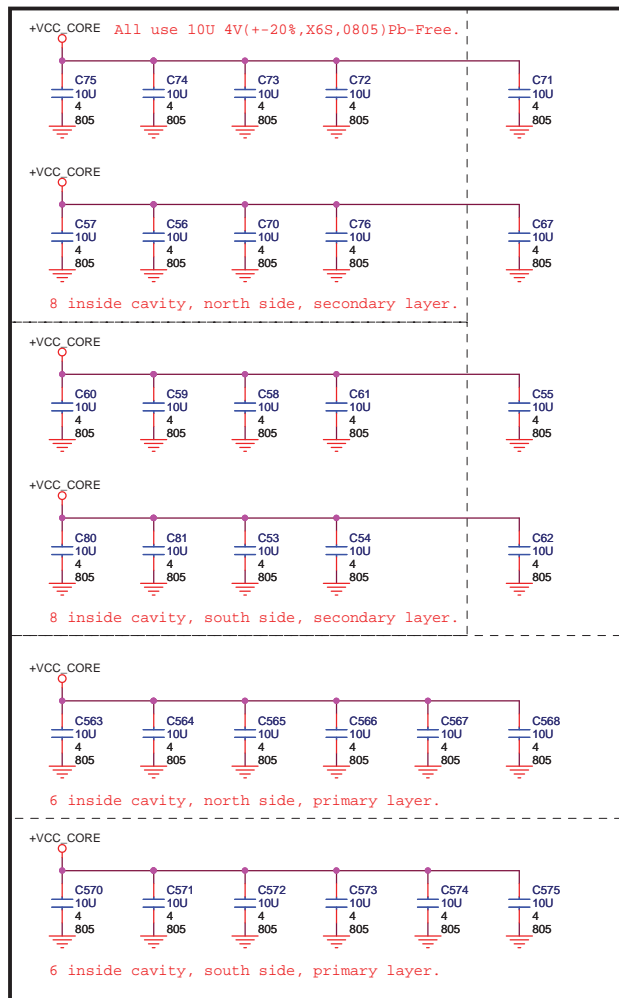 +VCC_CORE All use 10U 4V(+-20%,X6S,0805)Pb-Free.
C75 C74 C73 C72 C71
10U 10U 10U 10U 10U
4 4 4 4 4
805 805 805 805 805
+VCC_CORE
C57 C56 C70 C76 C67
10U 10U 10U 10U 10U
4 4 4 4 4
805 805 805 805 805
8 inside cavity, north side, secondary layer.
+VCC_CORE
C60 C59 C58 C61 C55
10U 10U 10U 10U 10U
4 4 4 4 4
805 805 805 805 805
+VCC_CORE
C80 C81 C53 C54 C62
10U 10U 10U 10U 10U
4 4 4 4 4
805 805 805 805 805
8 inside cavity, south side, secondary layer.
+VCC_CORE
C563 C564 C565 C566 C567 C568
10U 10U 10U 10U 10U 10U
4 4 4 4 4 4
805 805 805 805 805 805
6 inside cavity, north side, primary layer.
+VCC_CORE
C570 C571 C572 C573 C574 C575
10U 10U 10U 10U 10U 10U
4 4 4 4 4 4
805 805 805 805 805 805
6 inside cavity, south side, primary layer.